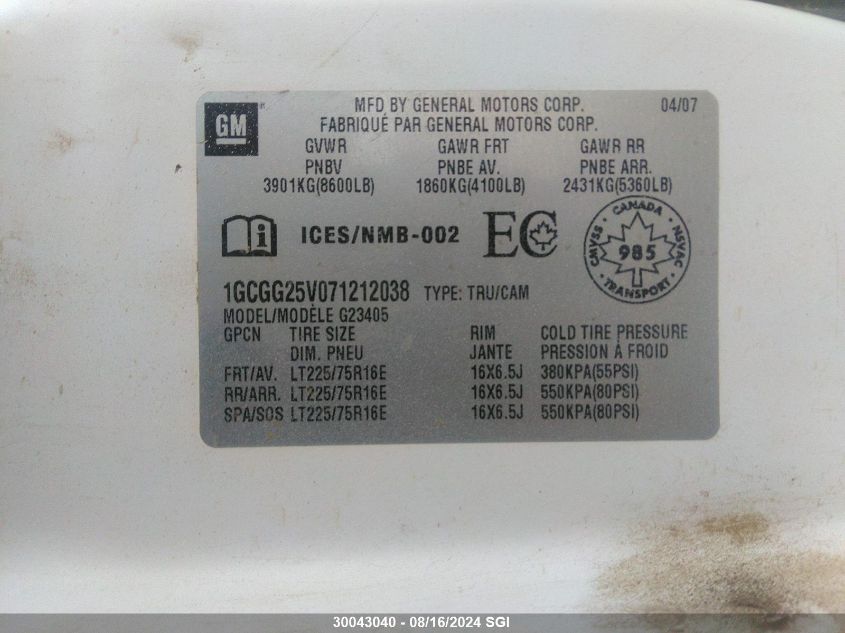 GM
MFD BY GENERAL MOTORS CORP. 04/07
FABRIQUÉ PAR GENERAL MOTORS CORP.
GVWR GAWR FRT GAWR RR
PNBV PNBE AV. PNBE ARR.
3901KG(8600LB) 1860KG(4100LB) 2431KG(5360LB)
i ICES/NMB-002 EC
CANADA
CMVSS 985 NSVAC
TRANSPORT
1GCGG25V071212038 TYPE: TRU/CAM
MODEL/MODÈLE G23405
GPCN TIRE SIZE RIM COLD TIRE PRESSURE
DIM. PNEU JANTE PRESSION À FROID
FRT/AV. LT225/75R16E 16X6.5J 380KPA(55PSI)
RR/ARR. LT225/75R16E 16X6.5J 550KPA(80PSI)
SPA/SOS LT225/75R16E 16X6.5J 550KPA(80PSI)
30043040 - 08/16/2024 SGI